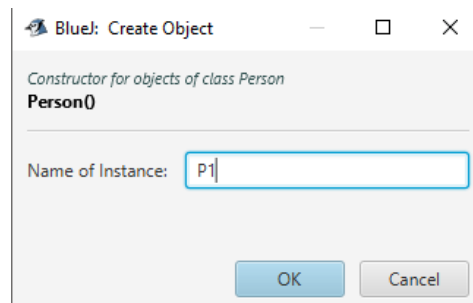 BlueJ: Create Object
Constructor for objects of class Person
Person()
Name of Instance: P1
OK Cancel